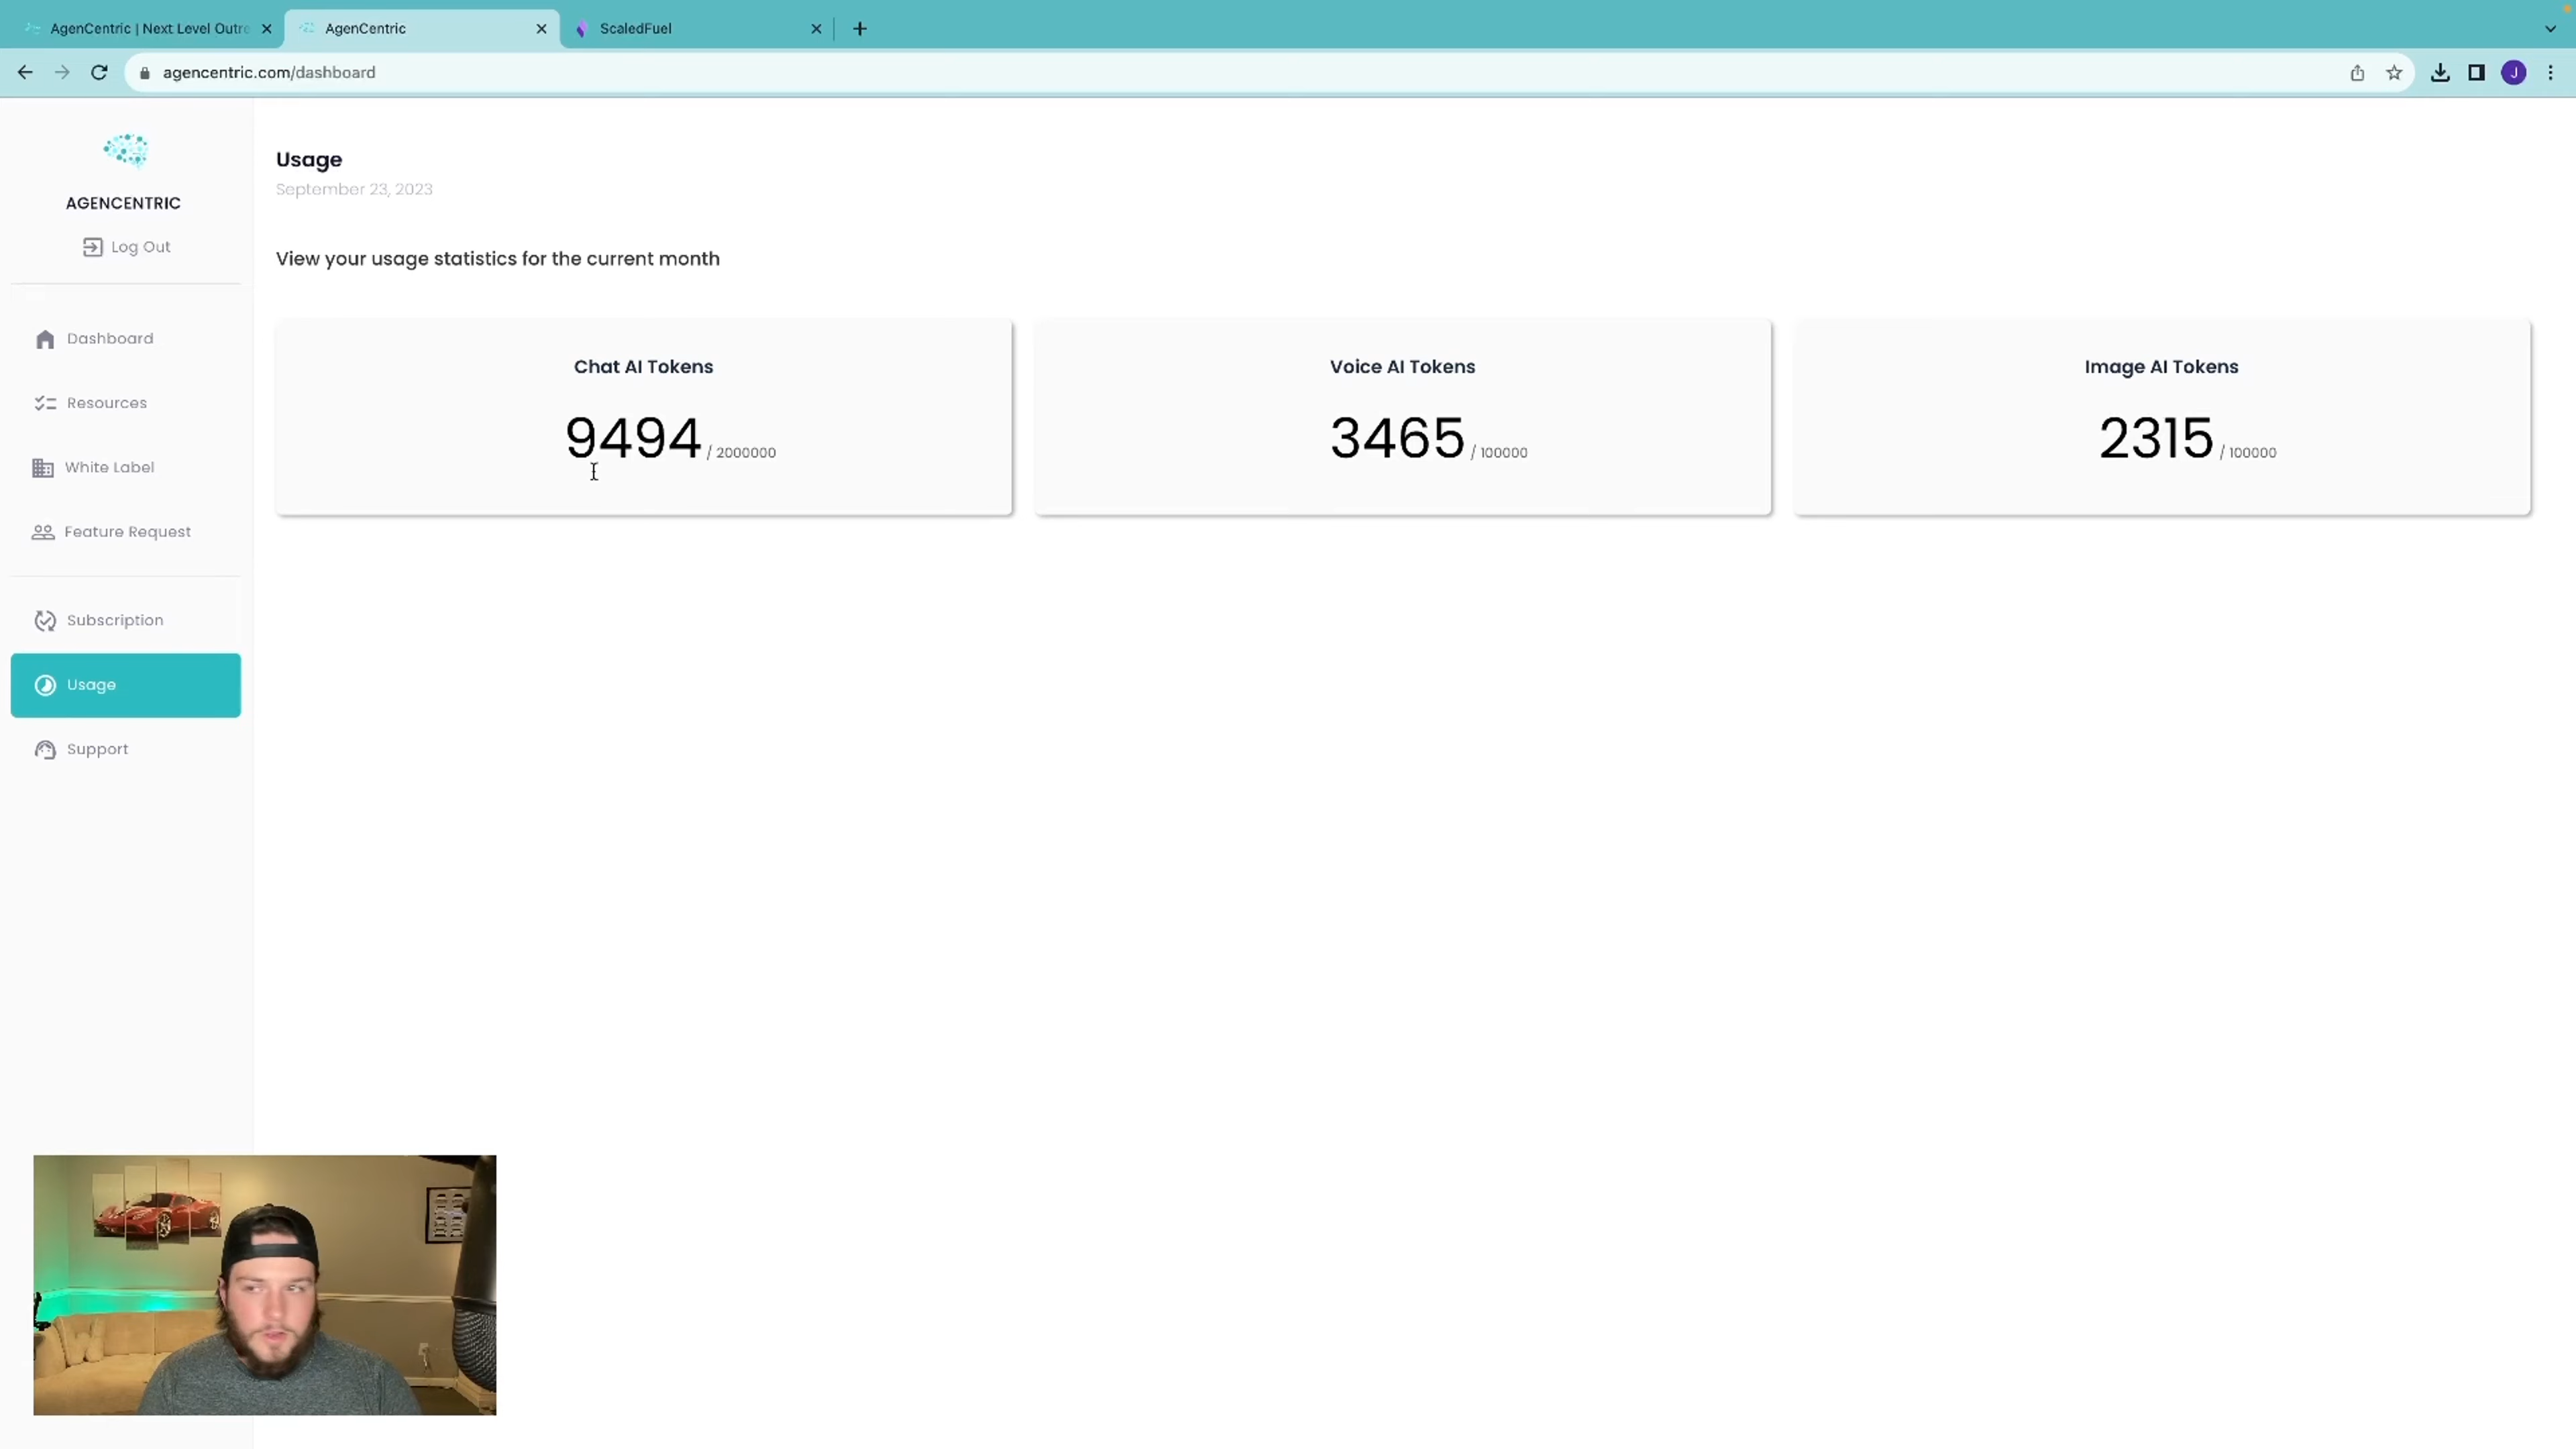 AgenCentric | Next Level Outre
AgenCentric
ScaledFuel
agencentric.com/dashboard
J
AGENCENTRIC
Log Out
Dashboard
Resources
White Label
Feature Request
Subscription
Usage
Support
Usage
September 23, 2023
View your usage statistics for the current month
Chat AI Tokens
9494 / 2000000
Voice AI Tokens
3465 / 100000
Image AI Tokens
2315 / 100000